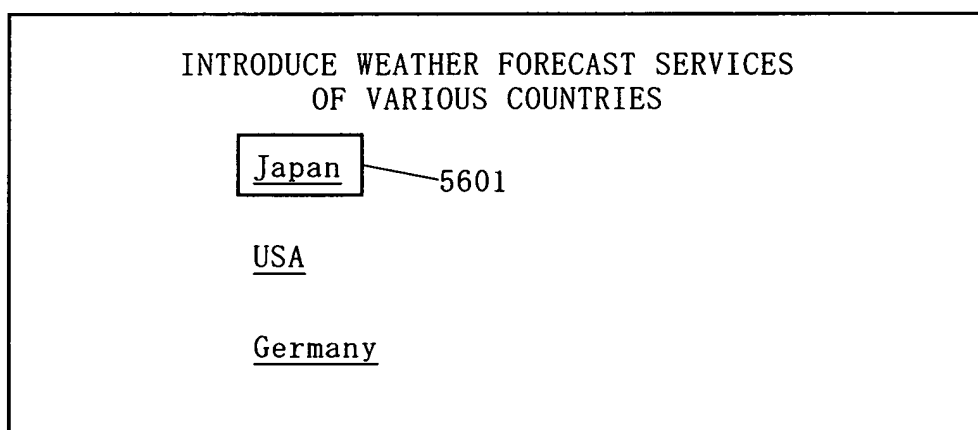 INTRODUCE WEATHER FORECAST SERVICES
OF VARIOUS COUNTRIES
Japan
5601
USA
Germany